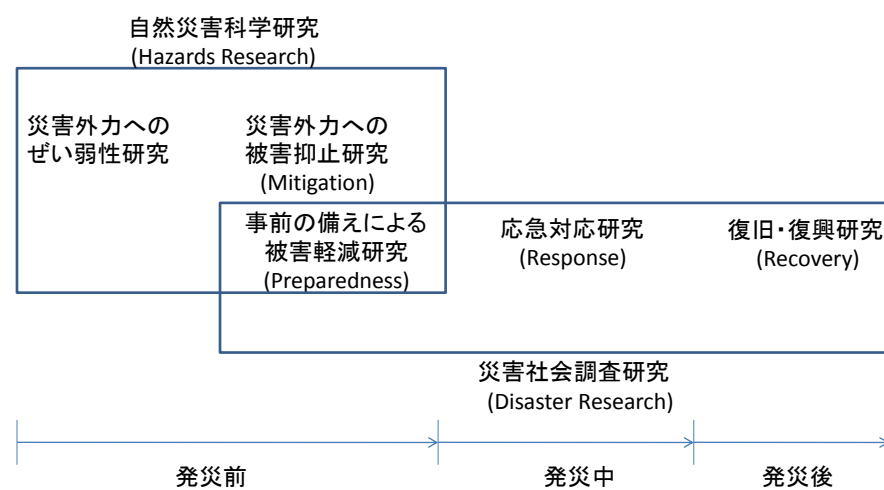 自然災害科学研究
(Hazards Research)
災害外力への
ぜい弱性研究
災害外力への
被害抑止研究
(Mitigation)
事前の備えによる
被害軽減研究
(Preparedness)
応急対応研究
(Response)
復旧・復興研究
(Recovery)
災害社会調査研究
(Disaster Research)
発災前
発災中
発災後